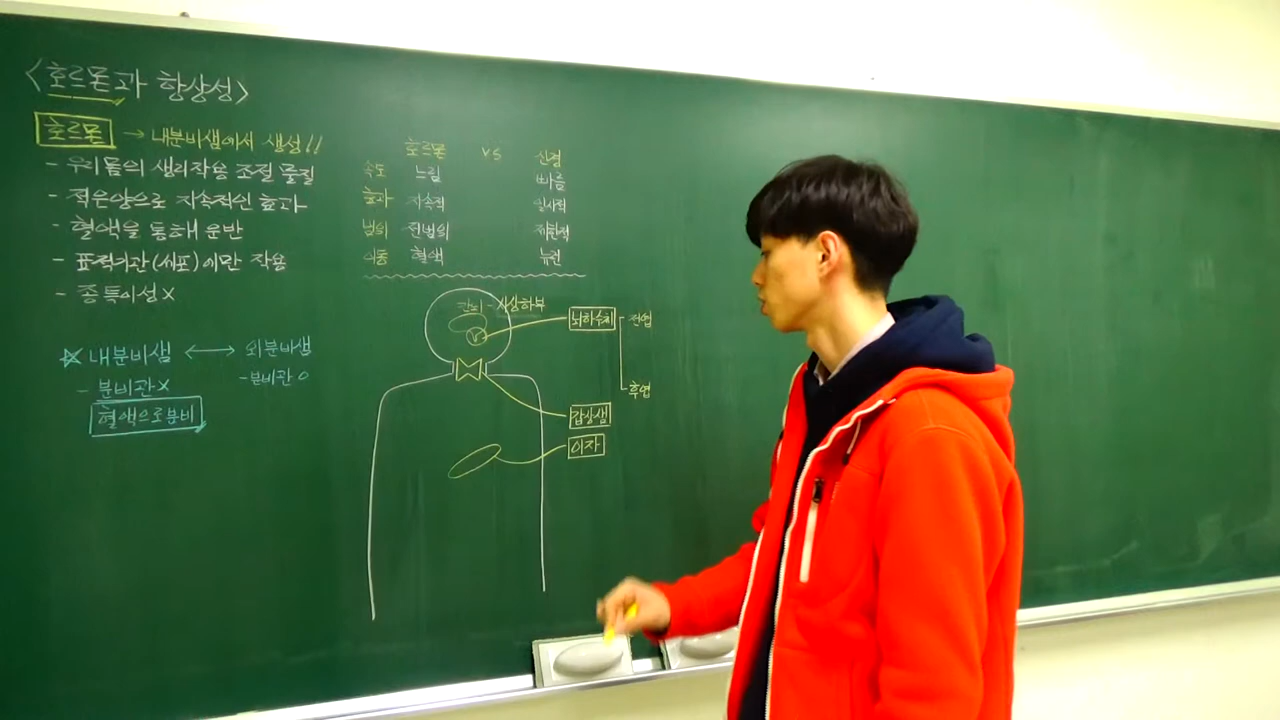 <호르몬과 항상성>
호르몬 → 내분비샘에서 생성!!
- 우리몸의 생리작용 조절 물질
- 적은양으로 지속적인 효과
- 혈액을 통해 운반
- 표적기관(세포)에만 작용
- 종특이성 X
☆ 내분비샘 ↔ 외분비샘
- 분비관 X - 분비관 O
혈액으로 분비
호르몬 vs 신경
속도 느림 빠름
효과 지속적 일시적
범위 전범위 제한적
이동 혈액 뉴런
간뇌 - 시상하부
뇌하수체 전엽
후엽
갑상샘
이자